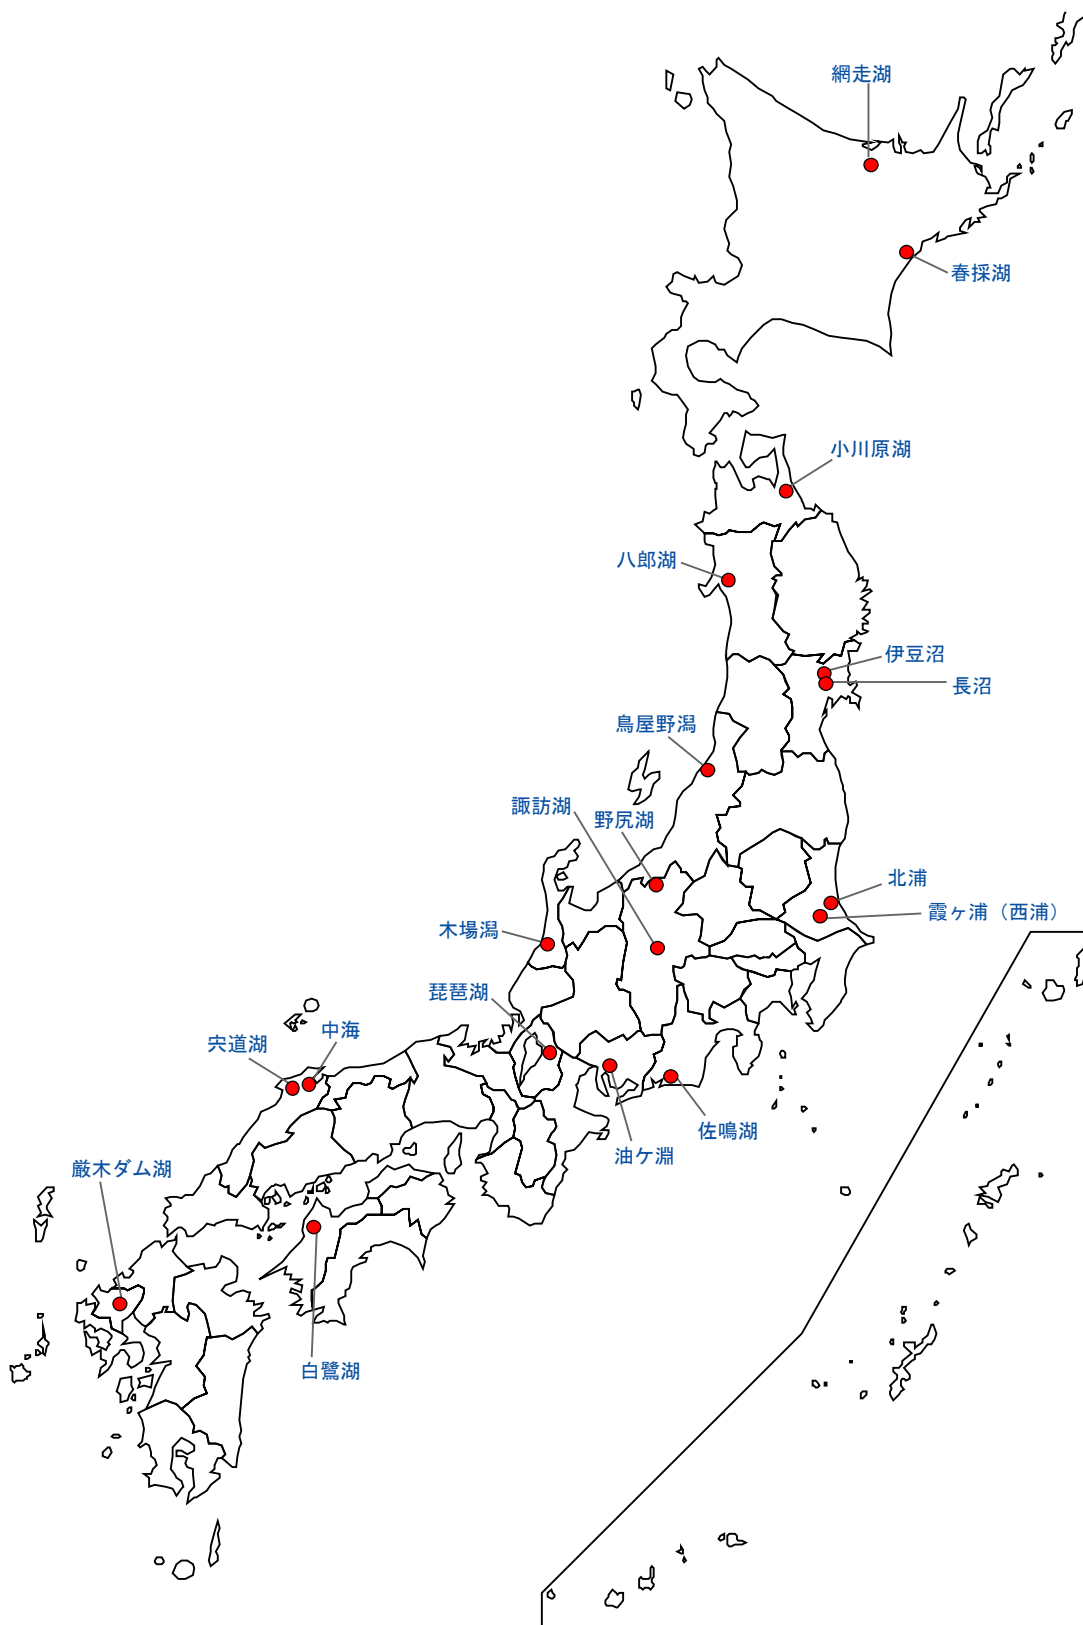 網走湖
春採湖
小川原湖
八郎湖
伊豆沼
長沼
鳥屋野潟
諏訪湖
野尻湖
北浦
霞ヶ浦（西浦）
木場潟
琵琶湖
中海
宍道湖
佐鳴湖
油ケ淵
厳木ダム湖
白鷺湖